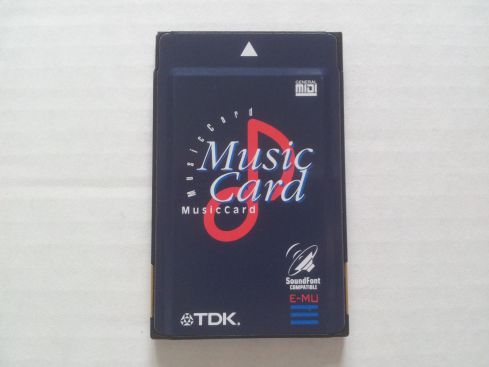 GENERAL
MIDI
MusicCard
Music
Card
MusicCard
SoundFont
COMPATIBLE
E-MU
TDK.